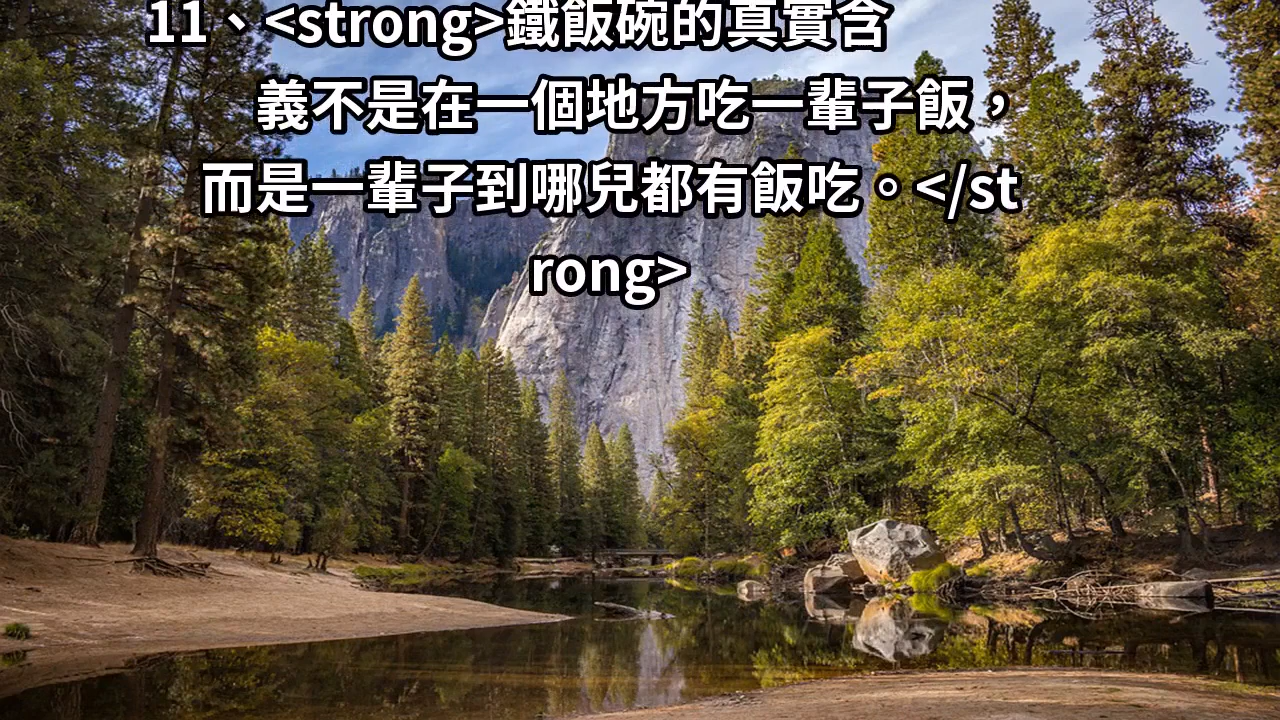 11、<strong>鐵飯碗的真實含
義不是在一個地方吃一輩子飯，
而是一輩子到哪兒都有飯吃。</st
rong>